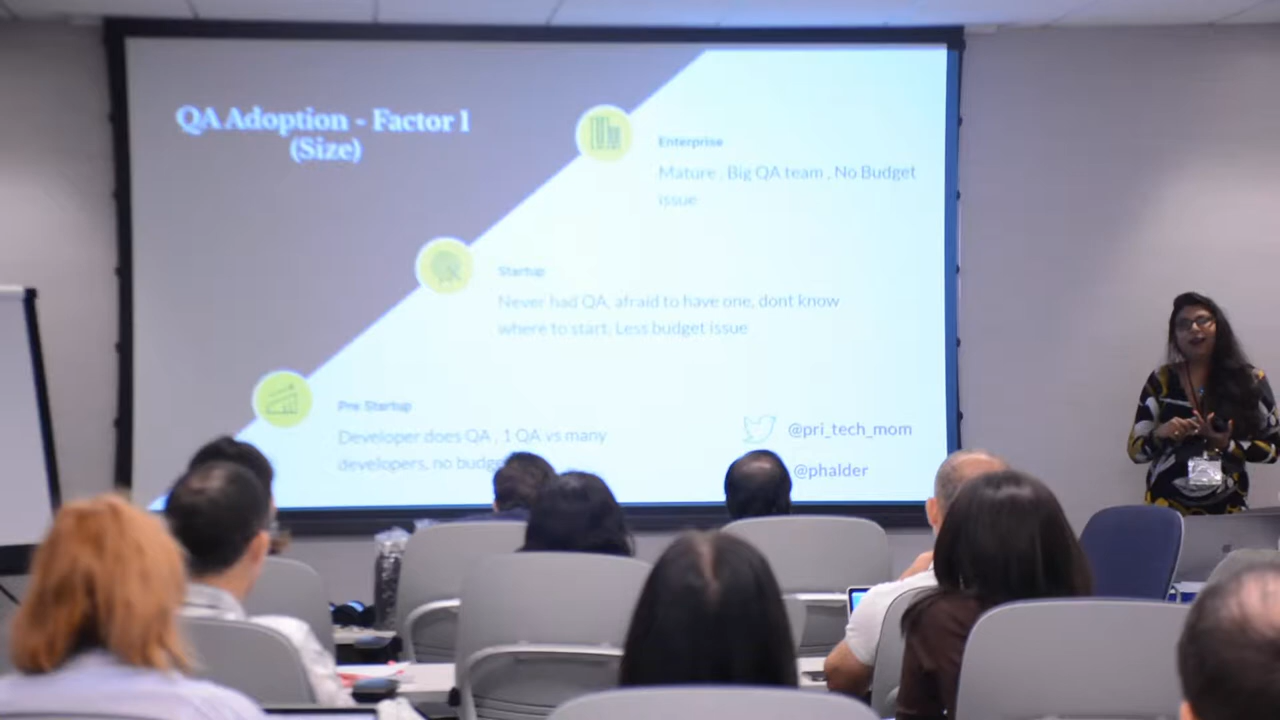 QA Adoption - Factor 1
(Size)
Enterprise
Mature , Big QA team , No Budget
issue
Startup
Never had QA, afraid to have one, dont know
where to start. Less budget issue
Pre Startup
Developer does QA , 1 QA vs many
developers, no
@pri_tech_mom
@phalder